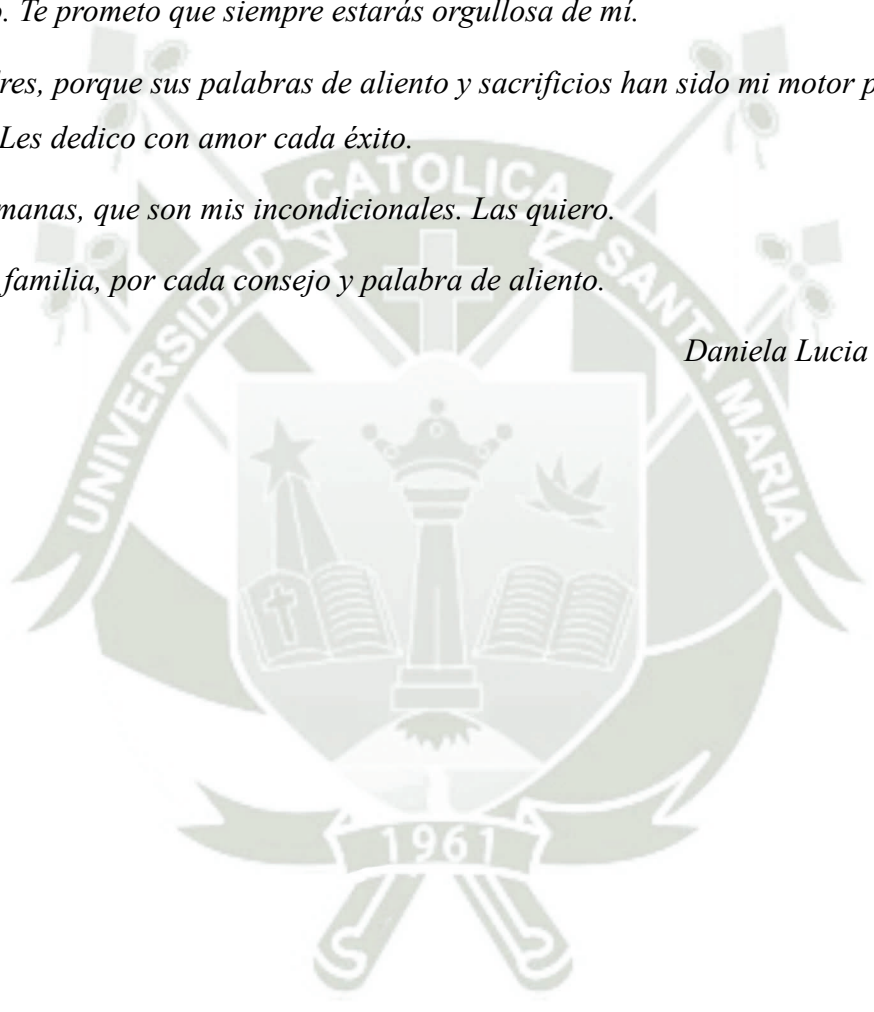 o. Te prometo que siempre estarás orgullosa de mí.
res, porque sus palabras de aliento y sacrificios han sido mi motor p
Les dedico con amor cada éxito.
manas, que son mis incondicionales. Las quiero.
familia, por cada consejo y palabra de aliento.
Daniela Lucia
UNIVERSIDAD CATOLICA SANTA MARIA
1961